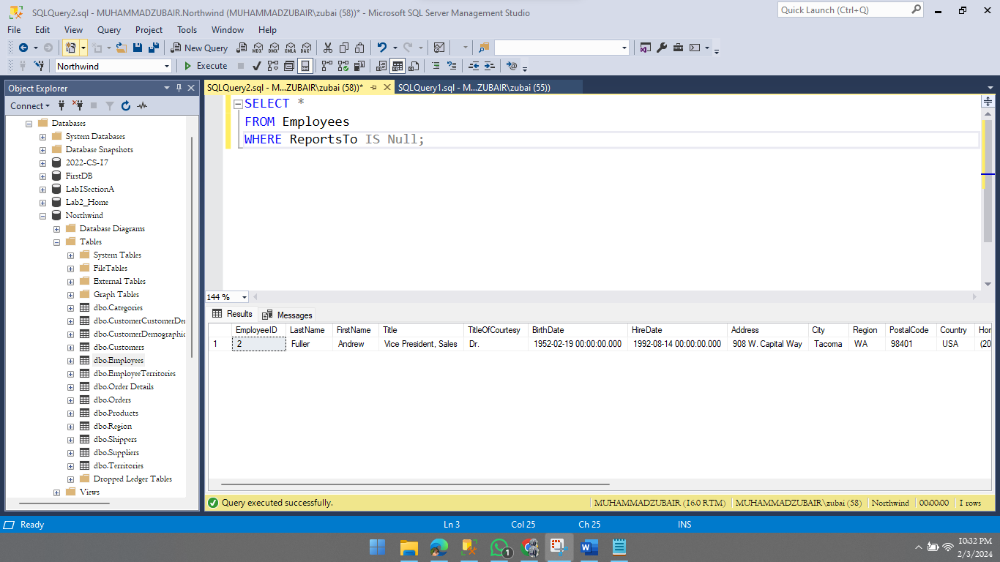 SQLQuery2.sql - MUHAMMADZUBAIR.Northwind (MUHAMMADZUBAIR\zubai (58))* - Microsoft SQL Server Management Studio
Quick Launch (Ctrl+Q)
File Edit View Query Project Tools Window Help
New Query MDX DMX XMLA DAX
Northwind Execute
Object Explorer
SQLQuery2.sql - M...ZUBAIR\zubai (58))* SQLQuery1.sql - M...ZUBAIR\zubai (55))
Connect
Databases
System Databases
Database Snapshots
2022-CS-17
FirstDB
Lab1SectionA
Lab2_Home
Northwind
Database Diagrams
Tables
System Tables
FileTables
External Tables
Graph Tables
dbo.Categories
dbo.CustomerCustomerDe
dbo.CustomerDemographic
dbo.Customers
dbo.Employees
dbo.EmployeeTerritories
dbo.Order Details
dbo.Orders
dbo.Products
dbo.Region
dbo.Shippers
dbo.Suppliers
dbo.Territories
Dropped Ledger Tables
Views
SELECT *
FROM Employees
WHERE ReportsTo IS Null;
144 %
Results Messages
EmployeeID LastName FirstName Title TitleOfCourtesy BirthDate HireDate Address City Region PostalCode Country Hor
1 2 Fuller Andrew Vice President, Sales Dr. 1952-02-19 00:00:00.000 1992-08-14 00:00:00.000 908 W. Capital Way Tacoma WA 98401 USA (20
Query executed successfully. MUHAMMADZUBAIR (16.0 RTM) MUHAMMADZUBAIR\zubai (58) Northwind 00:00:00 1 rows
Ready Ln 3 Col 25 Ch 25 INS
1
10:32 PM
2/3/2024